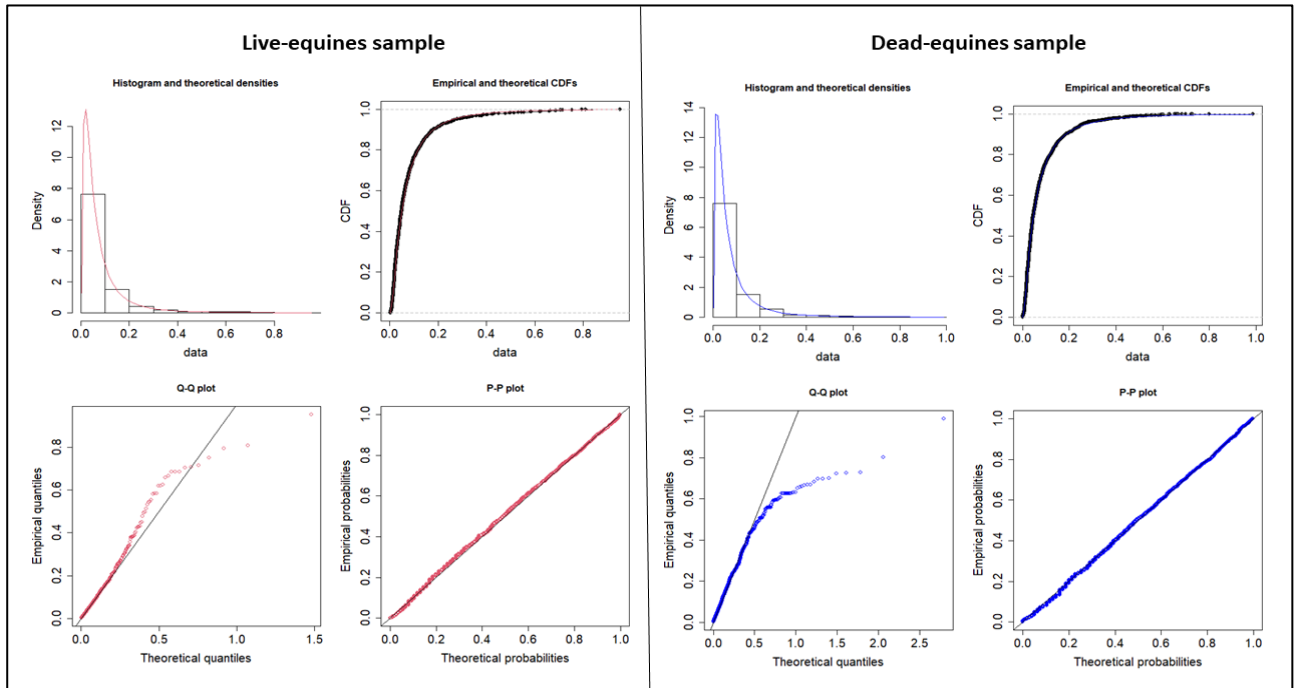 Live-equines sample
Histogram and theoretical densities
Density
0 2 4 6 8 10 12
0.0 0.2 0.4 0.6 0.8
data
Empirical and theoretical CDFs
CDF
0.0 0.2 0.4 0.6 0.8 1.0
0.0 0.2 0.4 0.6 0.8
data
Q-Q plot
Empirical quantiles
0.0 0.2 0.4 0.6 0.8
0.0 0.5 1.0 1.5
Theoretical quantiles
P-P plot
Empirical probabilities
0.0 0.2 0.4 0.6 0.8 1.0
0.0 0.2 0.4 0.6 0.8 1.0
Theoretical probabilities
Dead-equines sample
Histogram and theoretical densities
Density
0 2 4 6 8 10 12 14
0.0 0.2 0.4 0.6 0.8 1.0
data
Empirical and theoretical CDFs
CDF
0.0 0.2 0.4 0.6 0.8 1.0
0.0 0.2 0.4 0.6 0.8 1.0
data
Q-Q plot
Empirical quantiles
0.0 0.2 0.4 0.6 0.8 1.0
0.0 0.5 1.0 1.5 2.0 2.5
Theoretical quantiles
P-P plot
Empirical probabilities
0.0 0.2 0.4 0.6 0.8 1.0
0.0 0.2 0.4 0.6 0.8 1.0
Theoretical probabilities